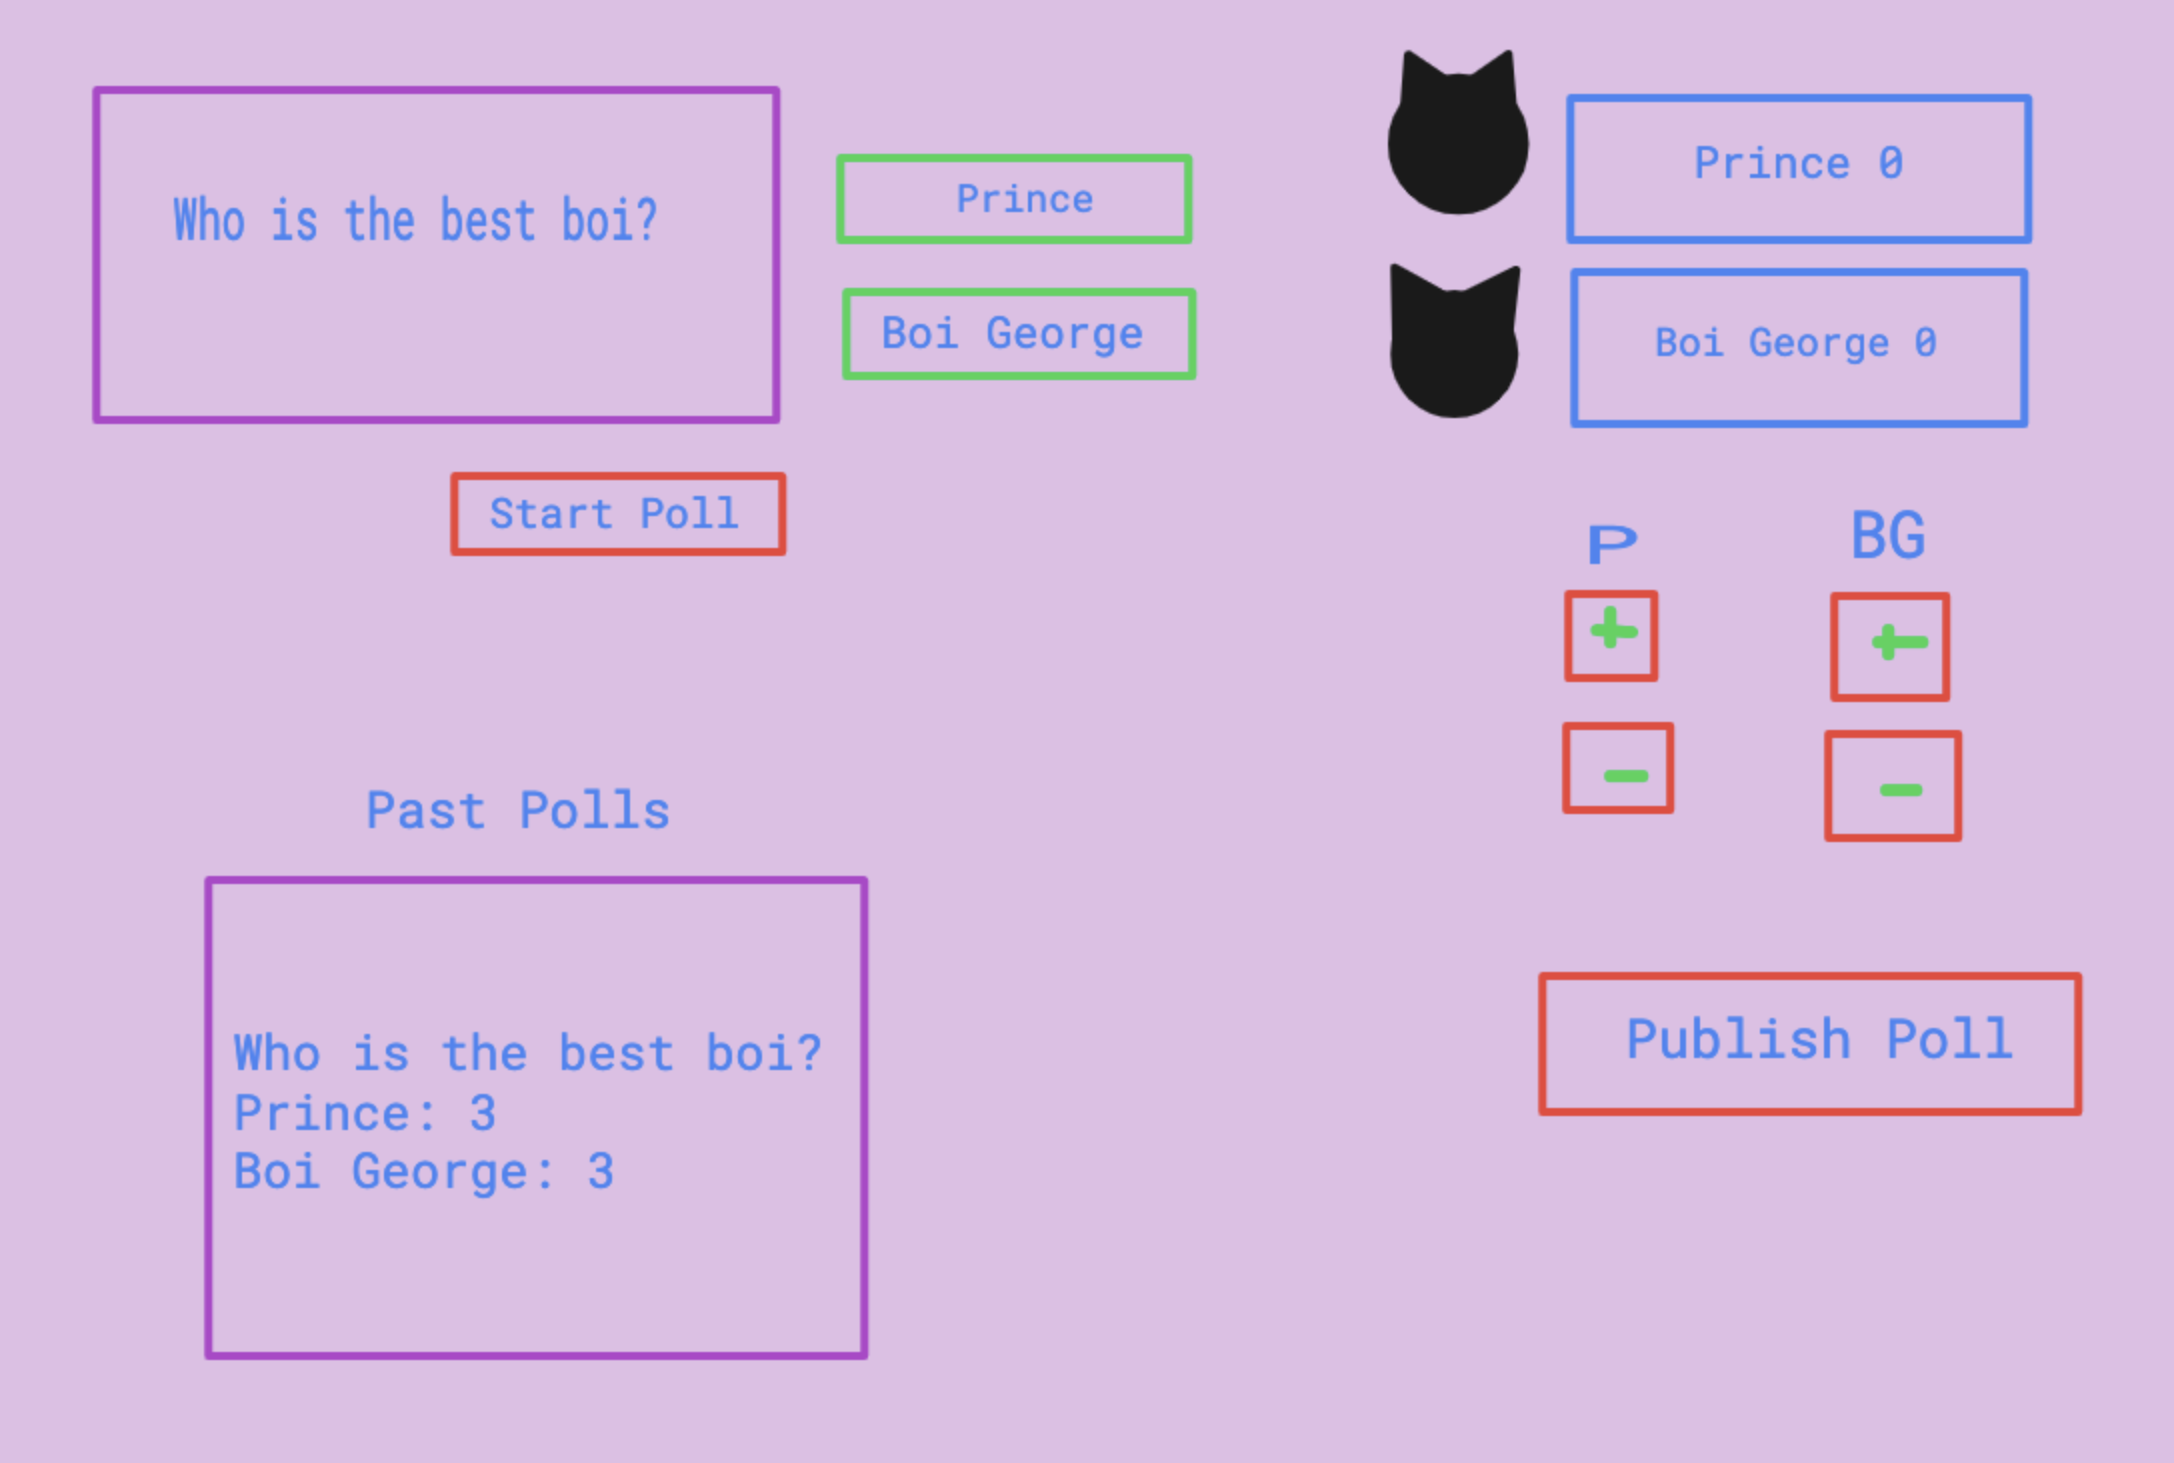 Who is the best boi?
Prince
Boi George
Start Poll
Prince 0
Boi George 0
P
BG
+
+
-
-
Publish Poll
Past Polls
Who is the best boi?
Prince: 3
Boi George: 3